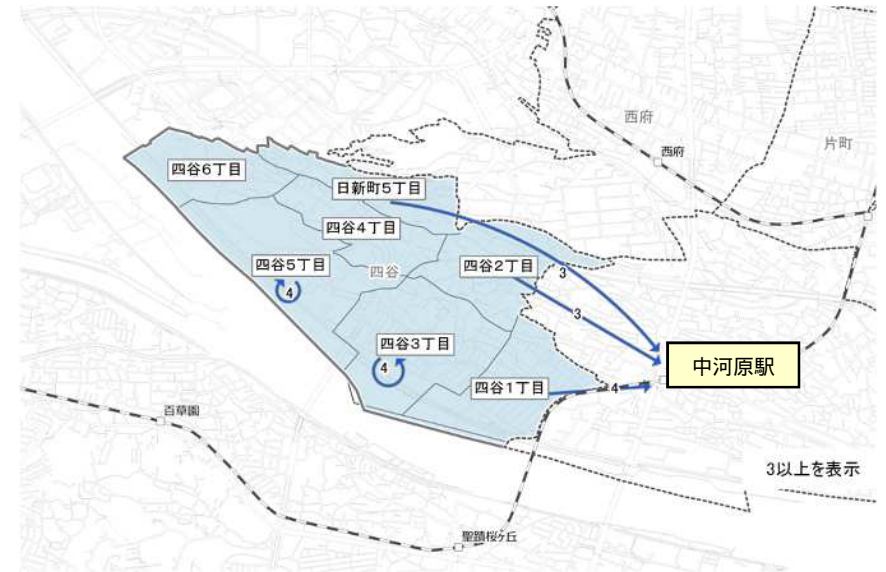 西府
片町
西府
四谷6丁目
日新町5丁目
四谷4丁目
四谷5丁目
四谷
四谷2丁目
3
4
3
四谷3丁目
4
中河原駅
四谷1丁目
4
百草園
3以上を表示
聖蹟桜ヶ丘